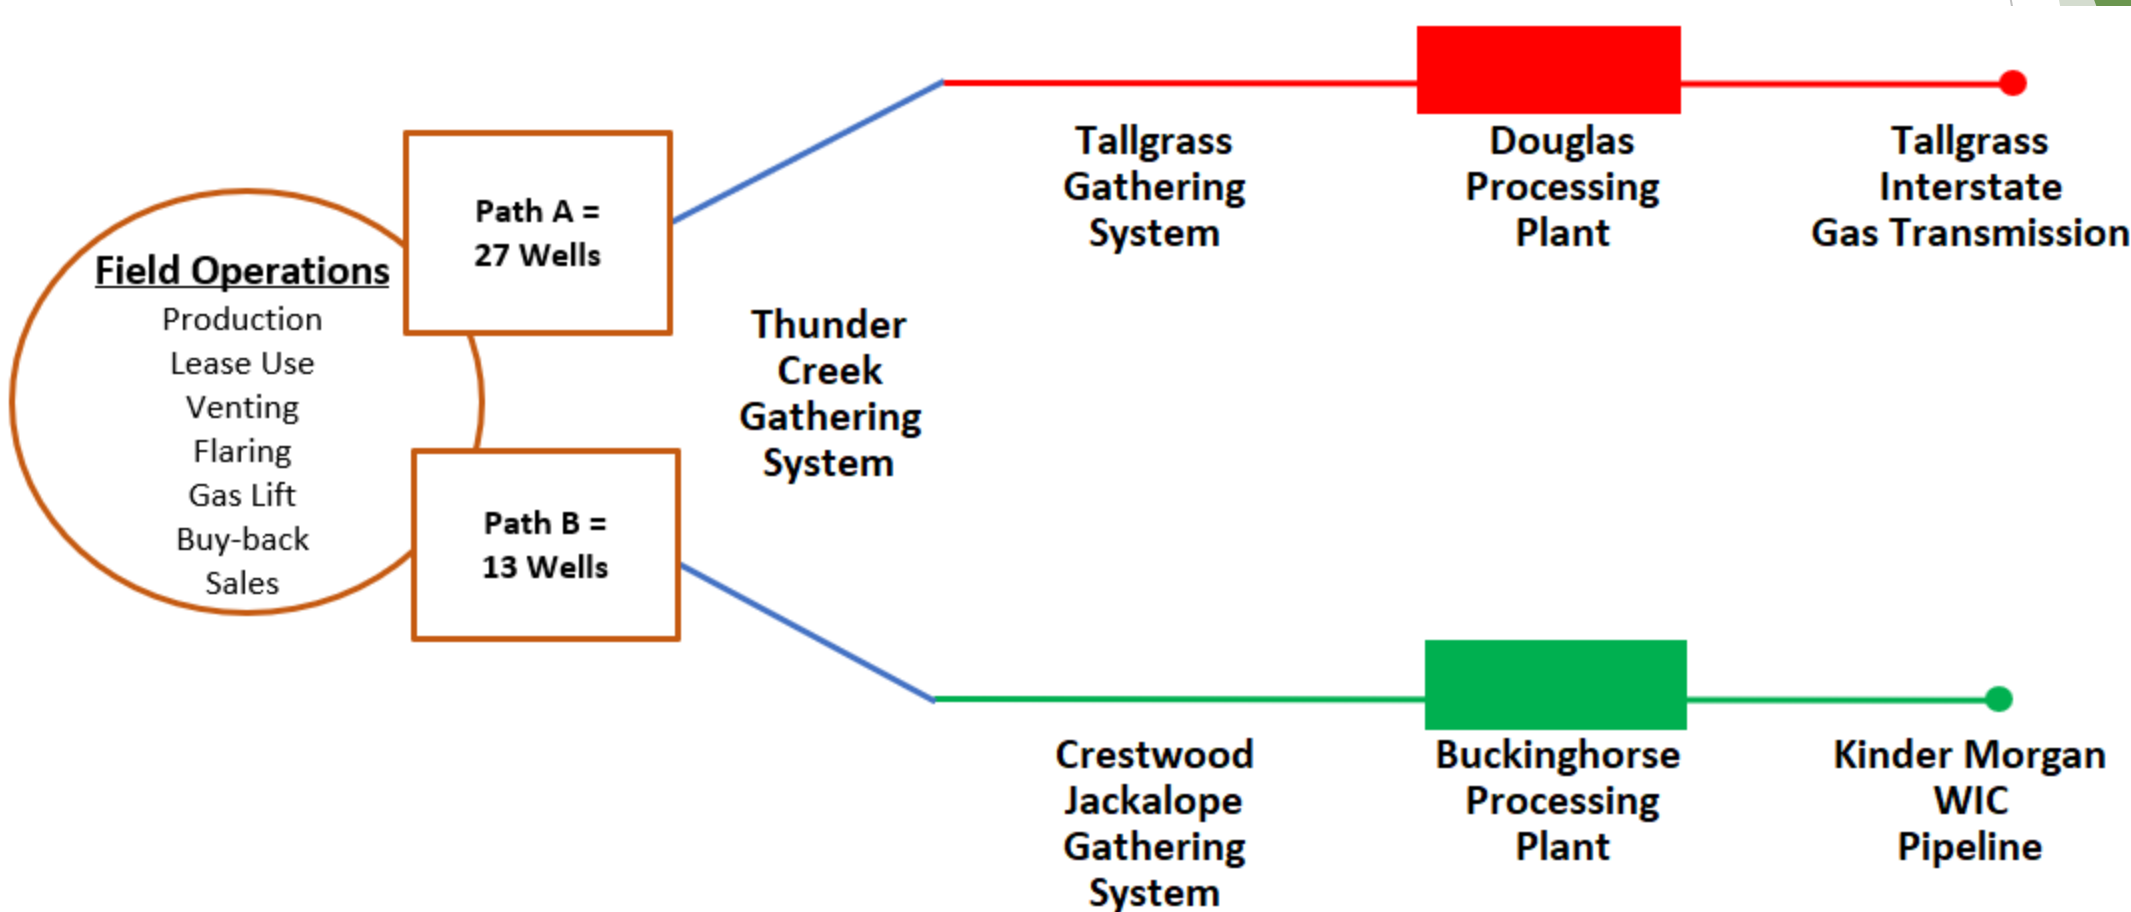 Field Operations
Production
Lease Use
Venting
Flaring
Gas Lift
Buy-back
Sales
Path A =
27 Wells
Path B =
13 Wells
Thunder
Creek
Gathering
System
Tallgrass
Gathering
System
Douglas
Processing
Plant
Tallgrass
Interstate
Gas Transmission
Crestwood
Jackalope
Gathering
System
Buckinghorse
Processing
Plant
Kinder Morgan
WIC
Pipeline